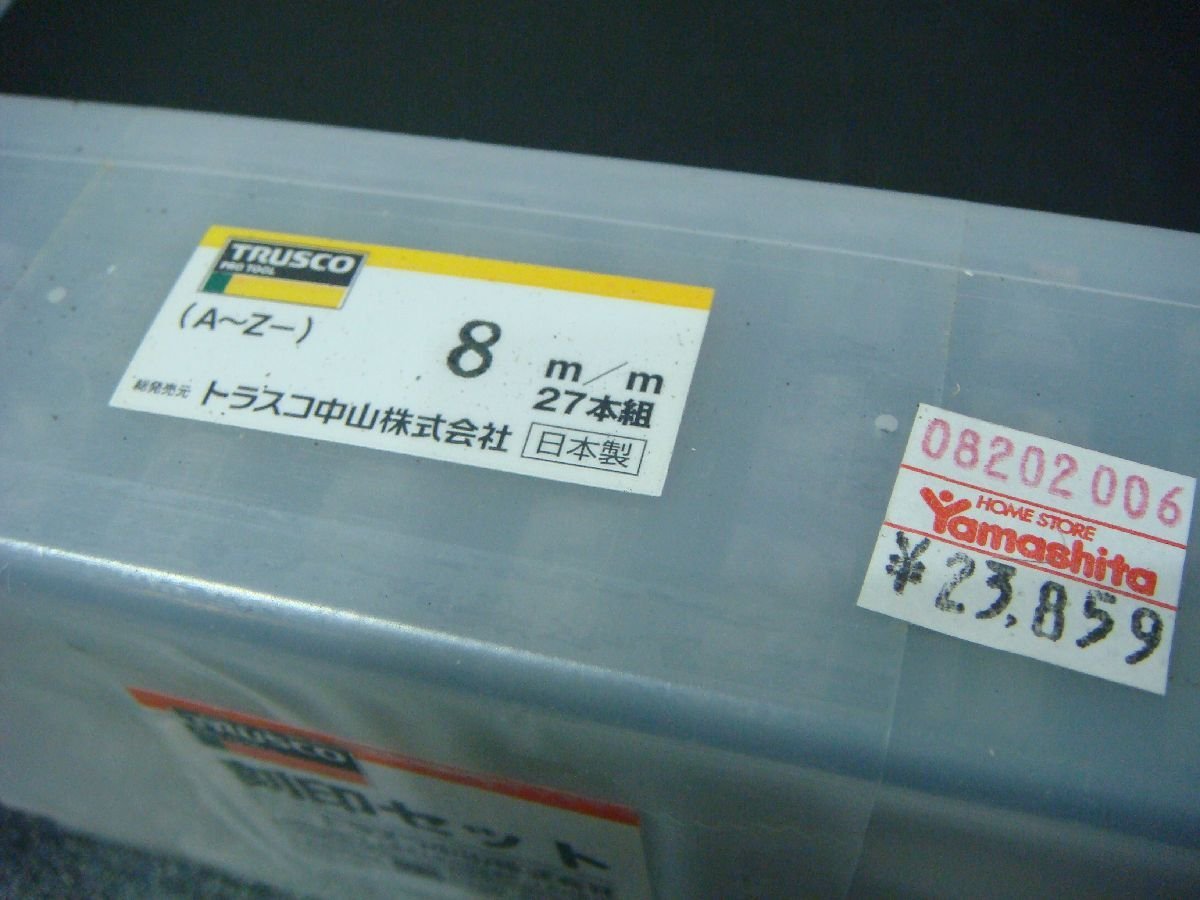 TRUSCO
PRO TOOL
(A〜Z−)
8 m/m
27本組
総発売元 トラスコ中山株式会社 日本製
08202006
HOME STORE
Yamashita
¥23,859
TRUSCO
刻印セット